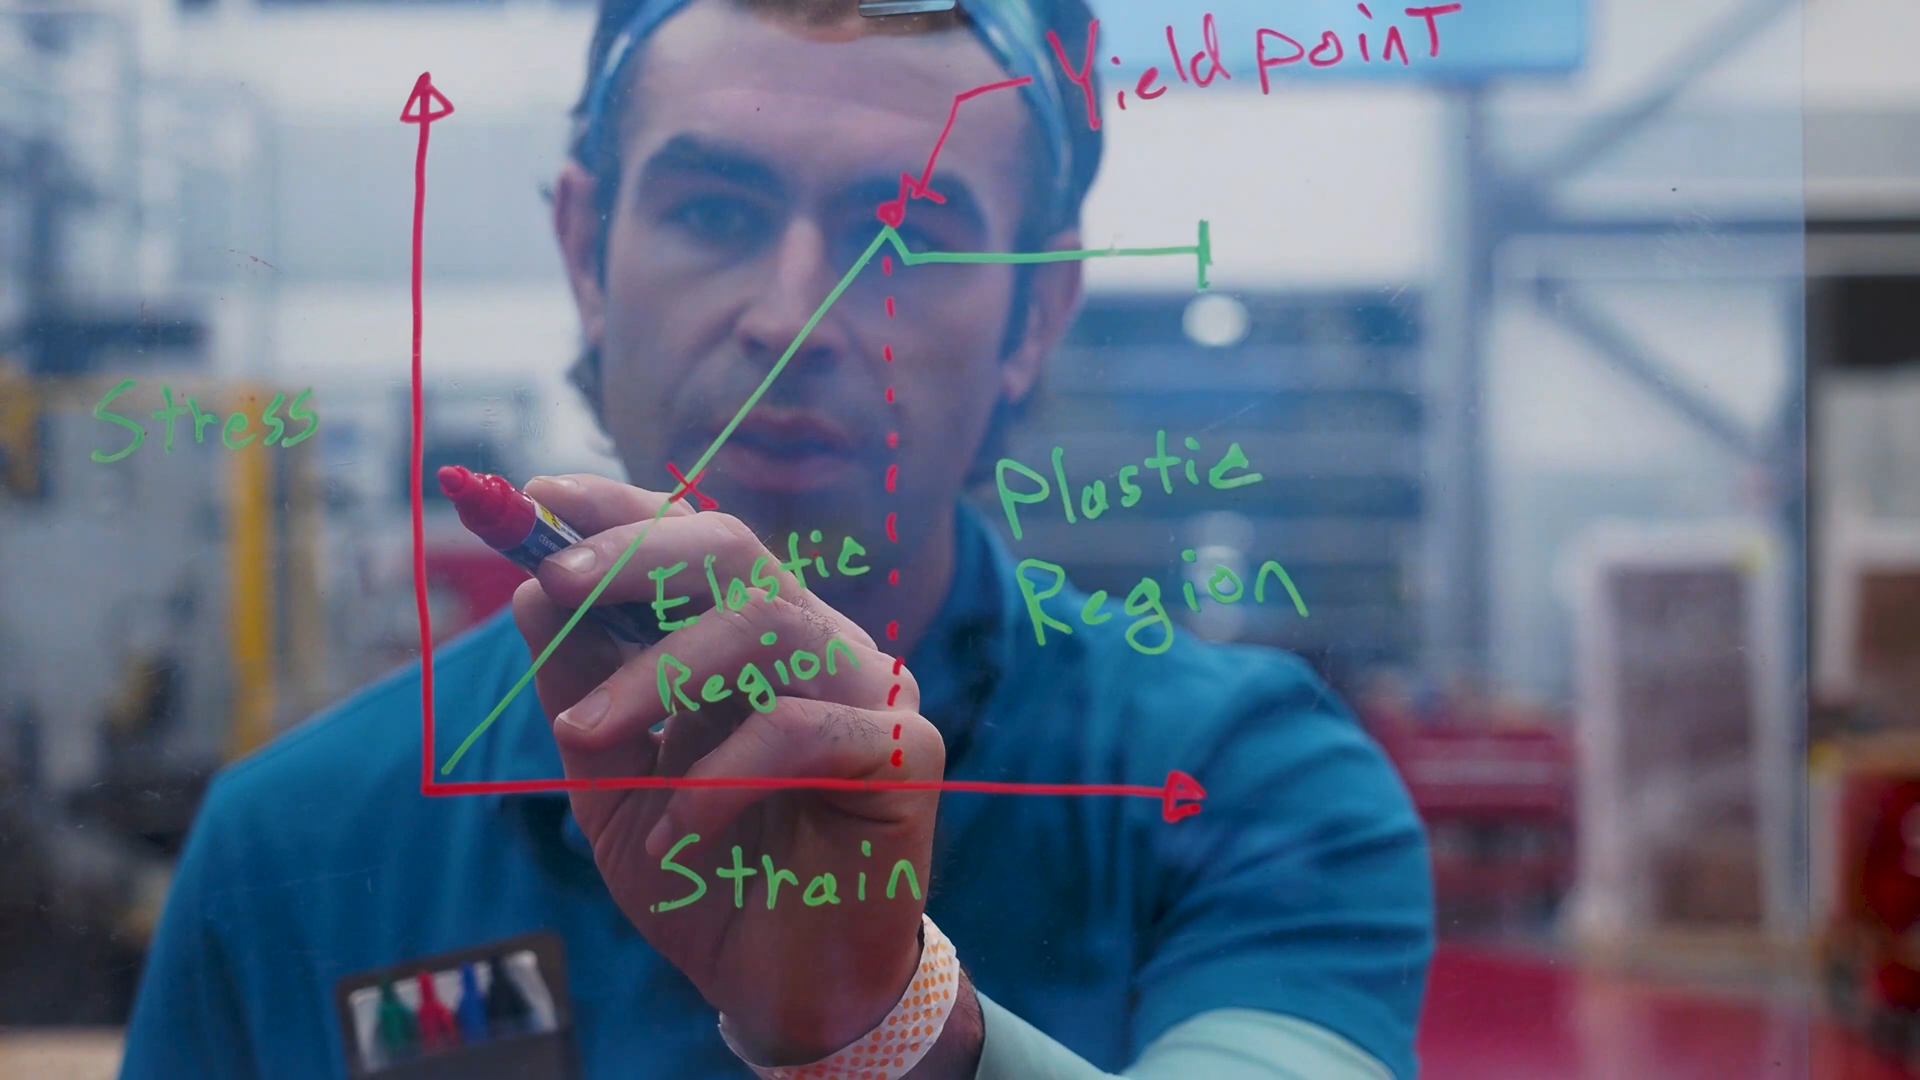 Yield point
Stress
Elastic
Region
Plastic
Region
Strain